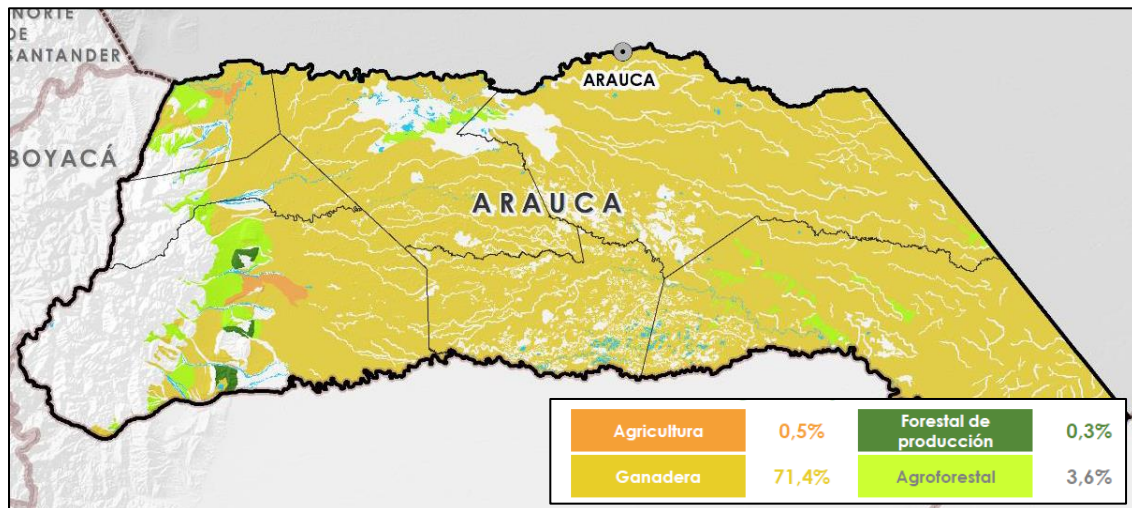 NORTE
DE
SANTANDER
ARAUCA
BOYACÁ
ARAUCA
Agricultura 0,5% Forestal de
producción 0,3%
Ganadera 71,4% Agroforestal 3,6%